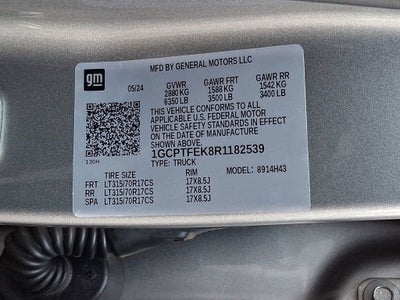 gm
MFD BY GENERAL MOTORS LLC
05/24 GVWR GAWR FRT GAWR RR
2880 KG 1588 KG 1542 KG
6350 LB 3500 LB 3400 LB
THIS VEHICLE CONFORMS TO ALL
APPLICABLE U.S. FEDERAL MOTOR
VEHICLE SAFETY STANDARDS IN EFFECT
ON THE DATE OF MANUFACTURE
SHOWN ABOVE.
1GCPTFEK8R1182539
TYPE: TRUCK
TIRE SIZE RIM MODEL: 8914H43
FRT LT315/70R17CS 17X8.5J
RR LT315/70R17CS 17X8.5J
SPA LT315/70R17CS 17X8.5J